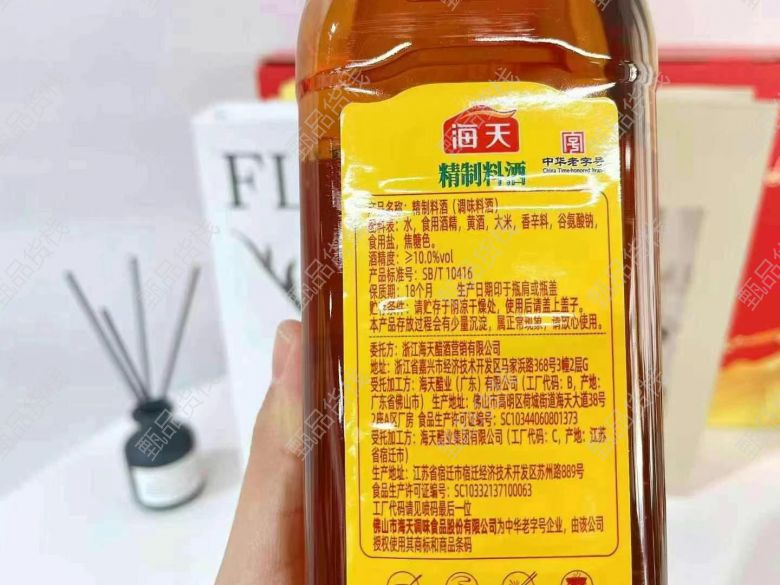 海天
中华老字号
China Time-honored Brand
精制料酒
产品名称：精制料酒（调味料酒）
配料表：水，食用酒精，黄酒，大米，香辛料，谷氨酸钠，
食用盐，焦糖色。
酒精度：≥10.0%vol
产品标准号：SB/T 10416
保质期：18个月 生产日期印于瓶肩或瓶盖
贮存条件：请贮存于阴凉干燥处，使用后请盖上盖子。
本产品存放过程会有少量沉淀，属正常现象，请放心使用。
委托方：浙江海天醋酒营销有限公司
地址：浙江省嘉兴市经济技术开发区马家浜路368号3幢2层G
受托加工方：海天醋业（广东）有限公司（工厂代码：B，产地：
广东省佛山市） 生产地址：佛山市高明区荷城街道海天大道38号
2座A区厂房 食品生产许可证编号：SC10344060801373
受托加工方：海天醋业集团有限公司（工厂代码：C，产地：江苏
省宿迁市）
生产地址：江苏省宿迁市宿迁经济技术开发区苏州路889号
食品生产许可证编号：SC10332137100063
工厂代码请见喷码最后一位
佛山市海天调味食品股份有限公司为中华老字号企业，由该公司
授权使用其商标和商品条码
FL
甄品货栈